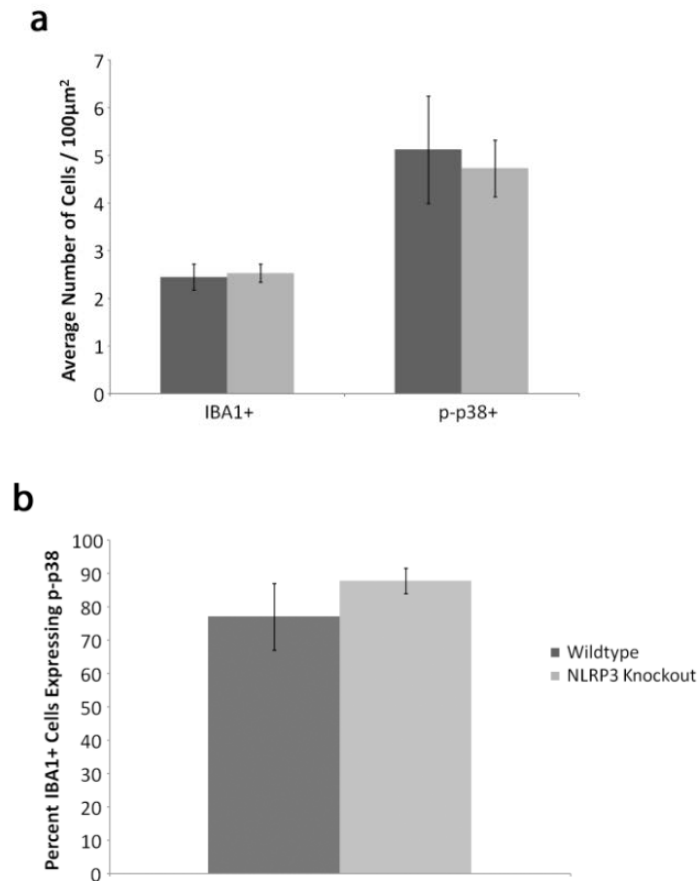 a
Average Number of Cells / 100µm²
7
6
5
4
3
2
1
0
IBA1+ p-p38+
b
Percent IBA1+ Cells Expressing p-p38
100
90
80
70
60
50
40
30
20
10
0
Wildtype
NLRP3 Knockout